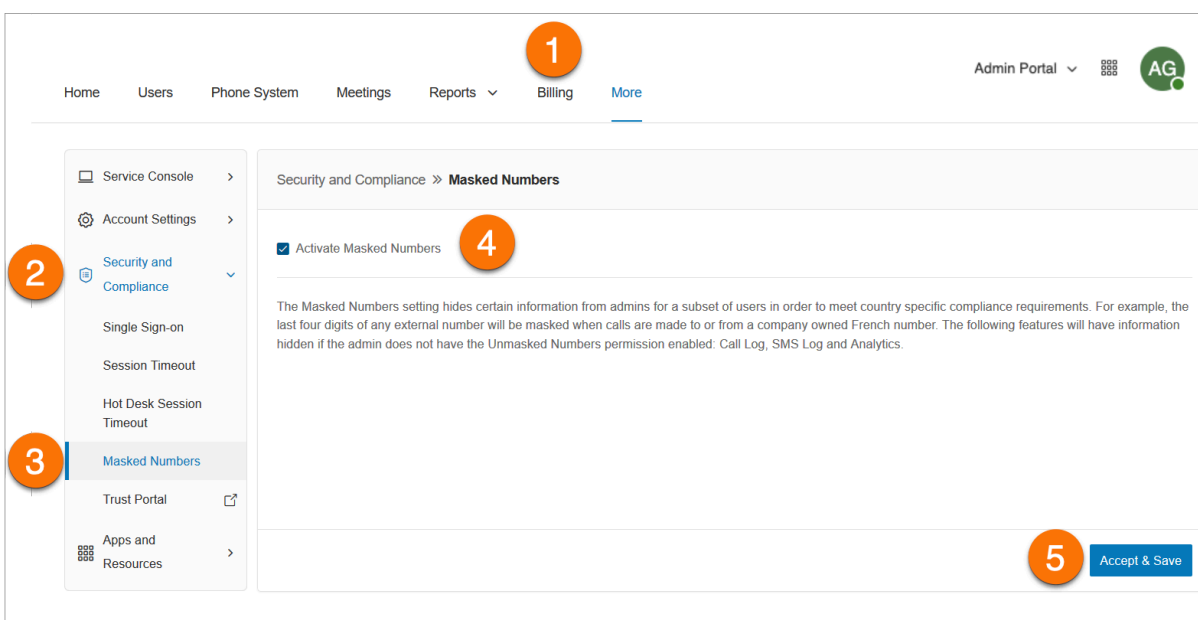 1
Admin Portal
AG
Home Users Phone System Meetings Reports Billing More
Service Console
Account Settings
2
Security and
Compliance
Single Sign-on
Session Timeout
Hot Desk Session
Timeout
3
Masked Numbers
Trust Portal
Apps and
Resources
Security and Compliance » Masked Numbers
Activate Masked Numbers
4
The Masked Numbers setting hides certain information from admins for a subset of users in order to meet country specific compliance requirements. For example, the
last four digits of any external number will be masked when calls are made to or from a company owned French number. The following features will have information
hidden if the admin does not have the Unmasked Numbers permission enabled: Call Log, SMS Log and Analytics.
5
Accept & Save